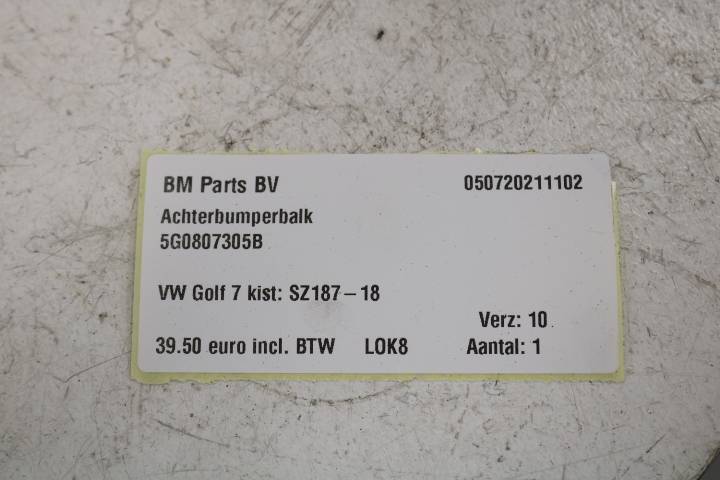 BM Parts BV 050720211102
Achterbumperbalk
5G0807305B
VW Golf 7 kist: SZ187-18
Verz: 10
39.50 euro incl. BTW LOK8 Aantal: 1